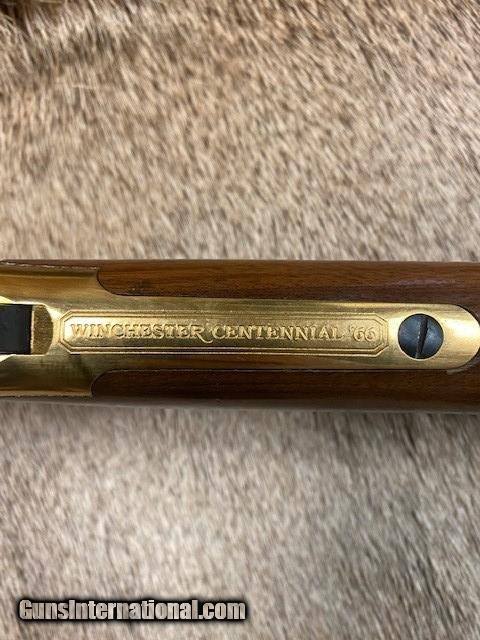 WINCHESTER CENTENNIAL '66
GunsInternational.com